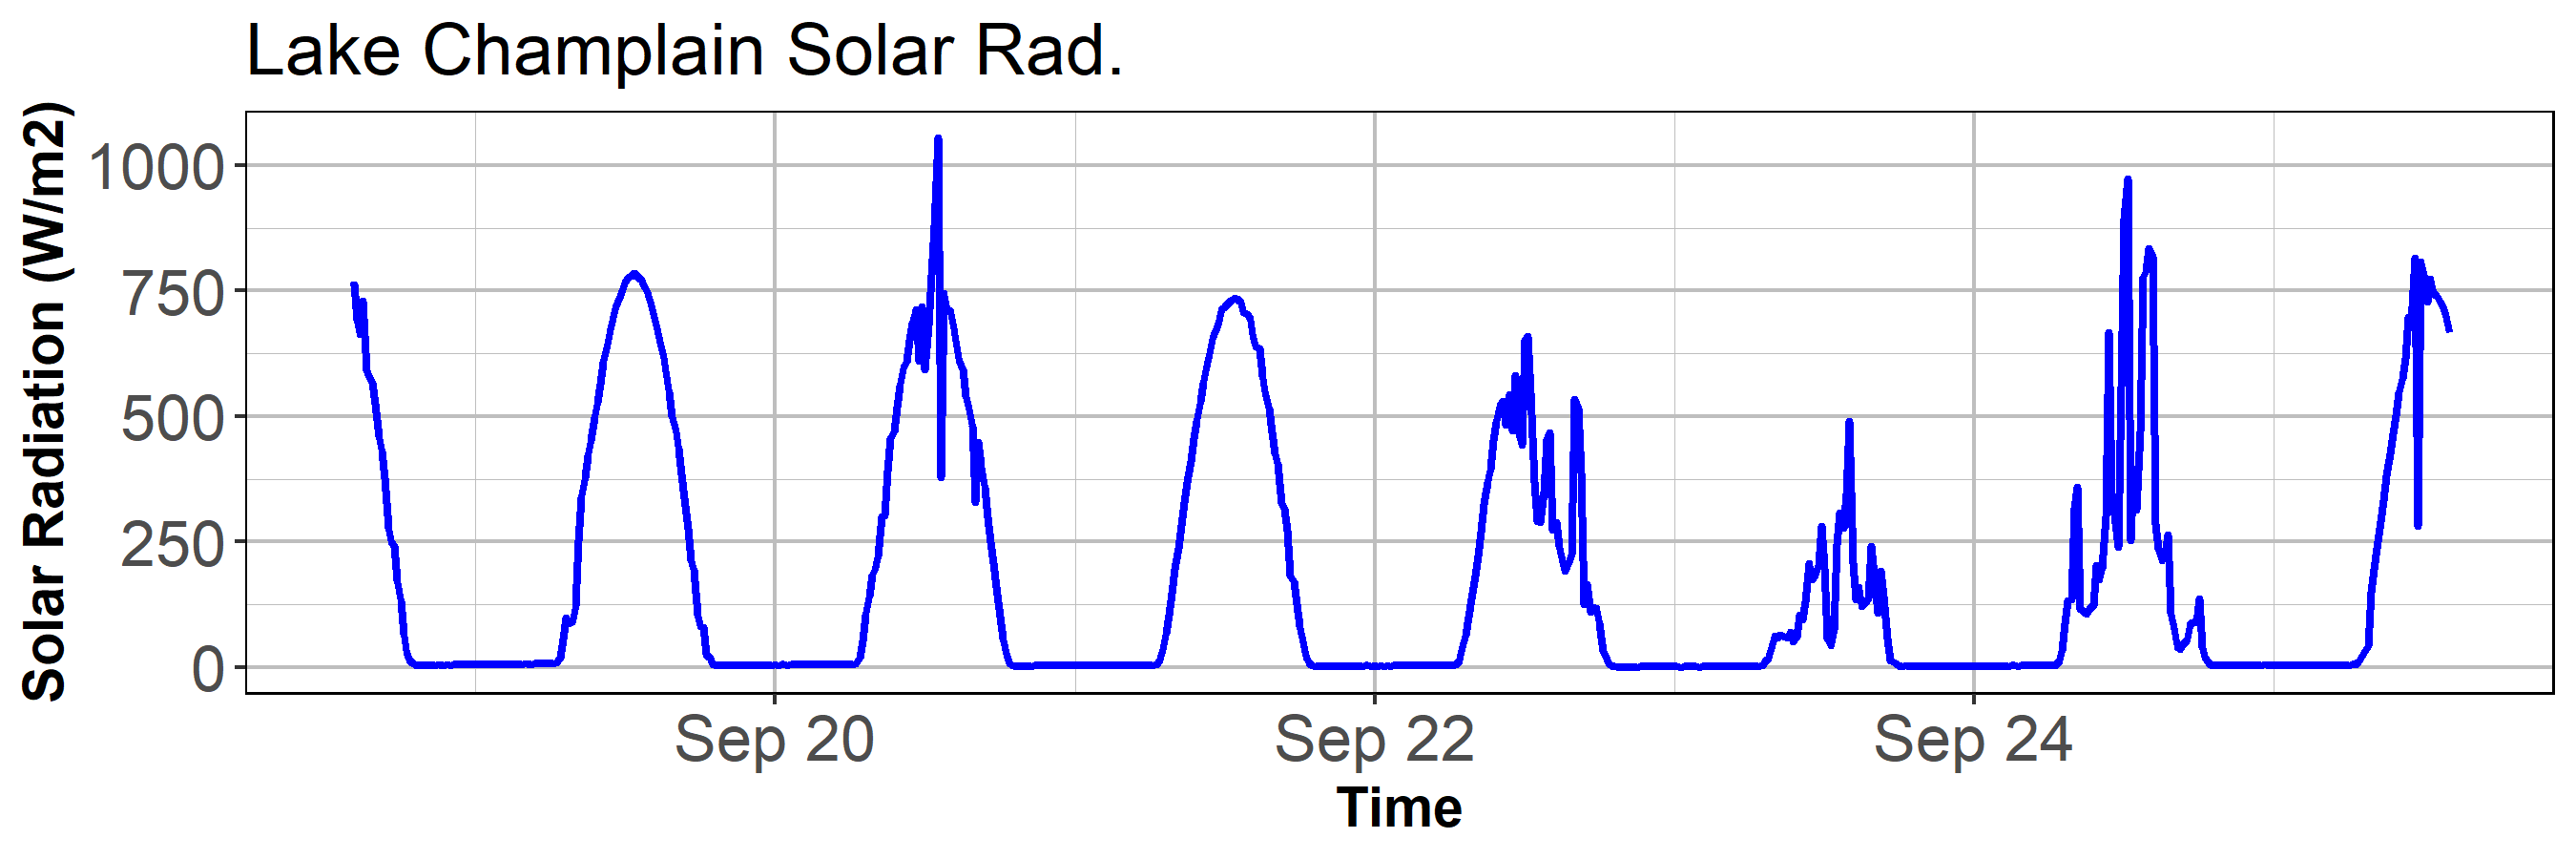 Lake Champlain Solar Rad.
Solar Radiation (W/m2)
1000
750
500
250
0
Sep 20
Sep 22
Sep 24
Time